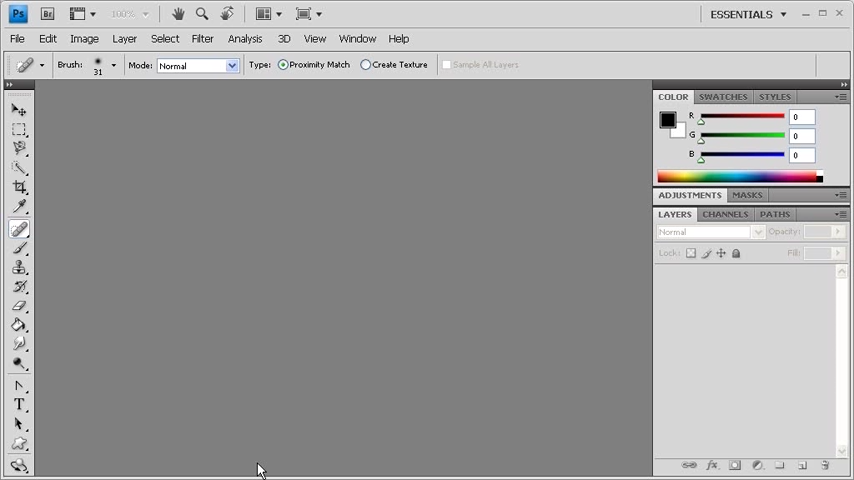 Ps Br 100% ESSENTIALS
File Edit Image Layer Select Filter Analysis 3D View Window Help
Brush: 31 Mode: Normal Type: Proximity Match Create Texture Sample All Layers
COLOR SWATCHES STYLES
R 0
G 0
B 0
ADJUSTMENTS MASKS
LAYERS CHANNELS PATHS
Normal Opacity:
Lock: Fill:
T
fx